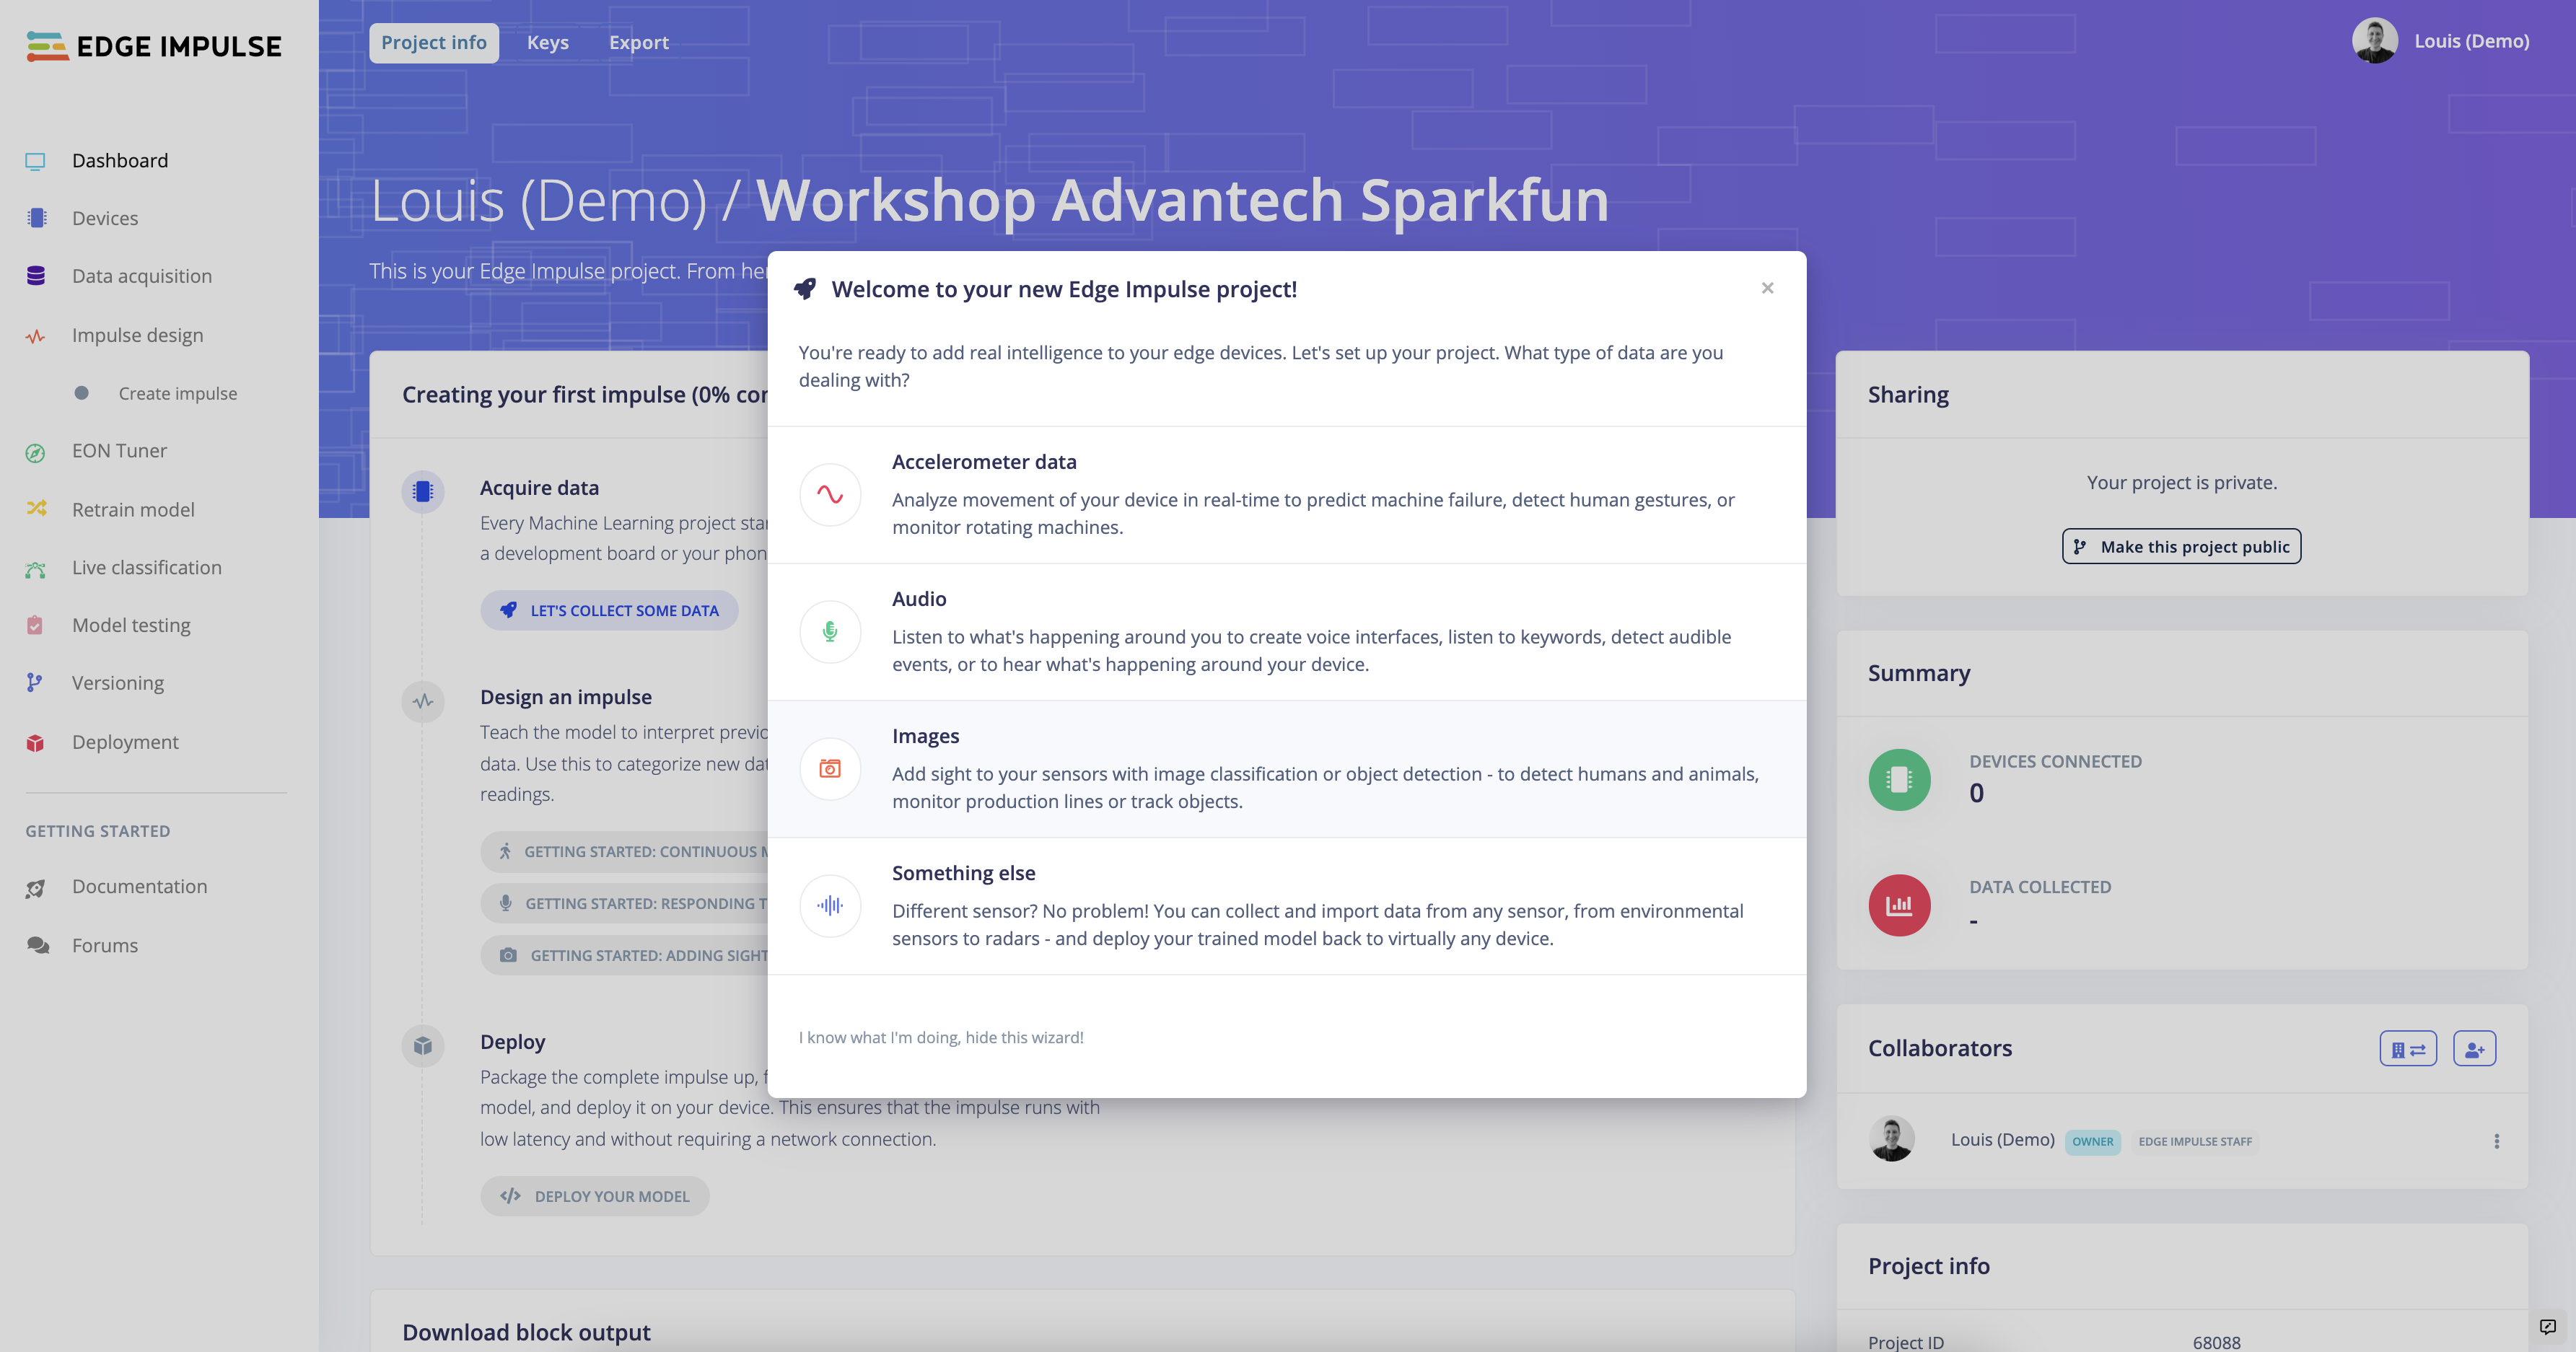 EDGE IMPULSE
Dashboard
Devices
Data acquisition
Impulse design
Create impulse
EON Tuner
Retrain model
Live classification
Model testing
Versioning
Deployment
GETTING STARTED
Documentation
Forums
Project info
Keys
Export
Louis (Demo)
Louis (Demo) / Workshop Advantech Sparkfun
This is your Edge Impulse project. From
Creating your first impulse (0%
Acquire data
Every Machine Learning project
a development board or your
LET'S COLLECT SOME DATA
Design an impulse
Teach the model to interpret
data. Use this to categorize new
readings.
GETTING STARTED: CONTINUOUS
GETTING STARTED: RESPONDING
GETTING STARTED: ADDING SIGHT
Deploy
Package the complete impulse up,
model, and deploy it on your device. This ensures that the impulse runs with
low latency and without requiring a network connection.
DEPLOY YOUR MODEL
Download block output
Welcome to your new Edge Impulse project!
×
You're ready to add real intelligence to your edge devices. Let's set up your project. What type of data are you
dealing with?
Accelerometer data
Analyze movement of your device in real-time to predict machine failure, detect human gestures, or
monitor rotating machines.
Audio
Listen to what's happening around you to create voice interfaces, listen to keywords, detect audible
events, or to hear what's happening around your device.
Images
Add sight to your sensors with image classification or object detection - to detect humans and animals,
monitor production lines or track objects.
Something else
Different sensor? No problem! You can collect and import data from any sensor, from environmental
sensors to radars - and deploy your trained model back to virtually any device.
I know what I'm doing, hide this wizard!
Sharing
Your project is private.
Make this project public
Summary
DEVICES CONNECTED
0
DATA COLLECTED
-
Collaborators
Louis (Demo) OWNER EDGE IMPULSE STAFF
Project info
Project ID 68088